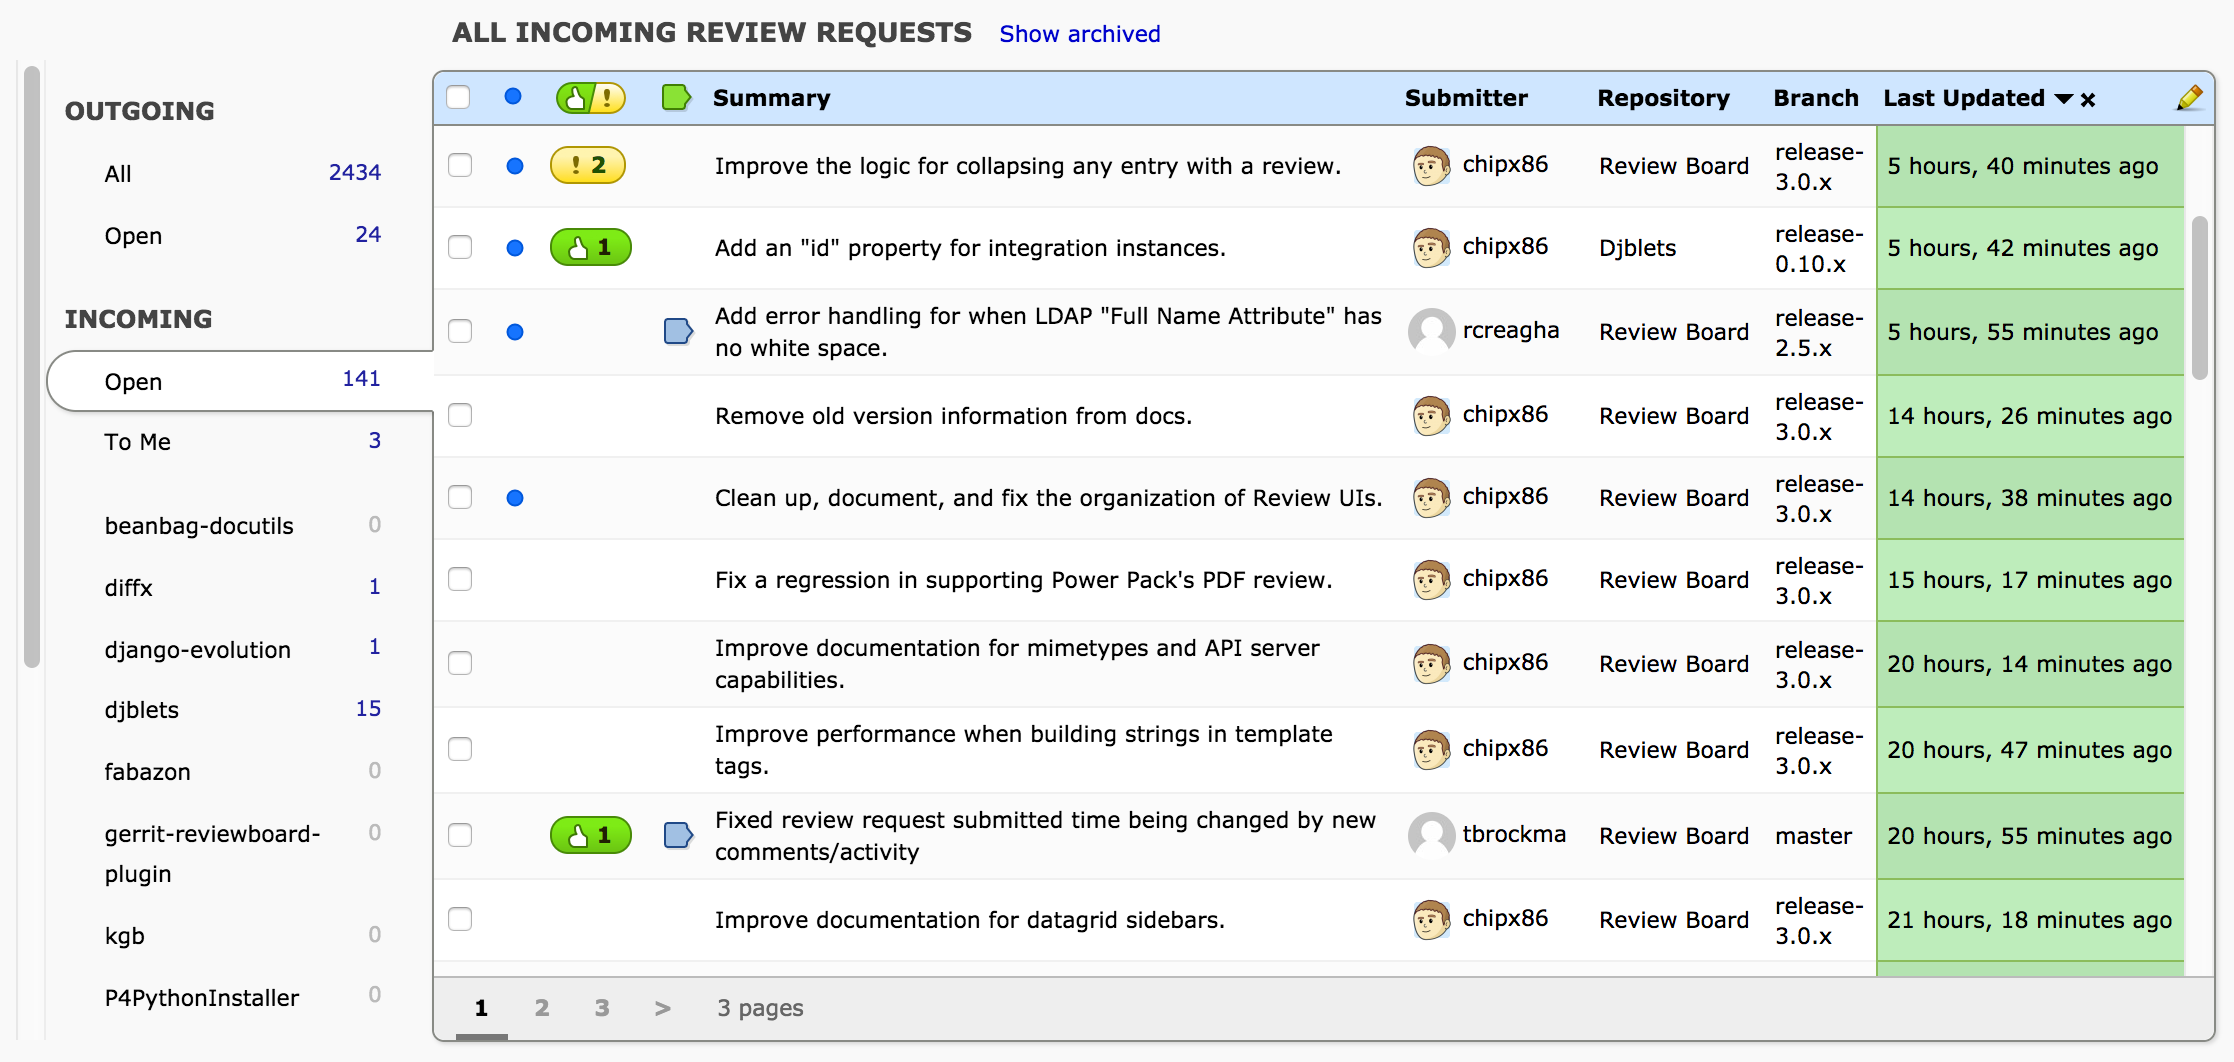 ALL INCOMING REVIEW REQUESTS Show archived
OUTGOING
All 2434
Open 24
INCOMING
Open 141
To Me 3
beanbag-docutils 0
diffx 1
django-evolution 1
djblets 15
fabazon 0
gerrit-reviewboard-
plugin 0
kgb 0
P4PythonInstaller 0
! Summary Submitter Repository Branch Last Updated
! 2 Improve the logic for collapsing any entry with a review. chipx86 Review Board release-
3.0.x 5 hours, 40 minutes ago
1 Add an "id" property for integration instances. chipx86 Djblets release-
0.10.x 5 hours, 42 minutes ago
Add error handling for when LDAP "Full Name Attribute" has
no white space. rcreagha Review Board release-
2.5.x 5 hours, 55 minutes ago
Remove old version information from docs. chipx86 Review Board release-
3.0.x 14 hours, 26 minutes ago
Clean up, document, and fix the organization of Review UIs. chipx86 Review Board release-
3.0.x 14 hours, 38 minutes ago
Fix a regression in supporting Power Pack's PDF review. chipx86 Review Board release-
3.0.x 15 hours, 17 minutes ago
Improve documentation for mimetypes and API server
capabilities. chipx86 Review Board release-
3.0.x 20 hours, 14 minutes ago
Improve performance when building strings in template
tags. chipx86 Review Board release-
3.0.x 20 hours, 47 minutes ago
1 Fixed review request submitted time being changed by new
comments/activity tbrockma Review Board master 20 hours, 55 minutes ago
Improve documentation for datagrid sidebars. chipx86 Review Board release-
3.0.x 21 hours, 18 minutes ago
1 2 3 > 3 pages